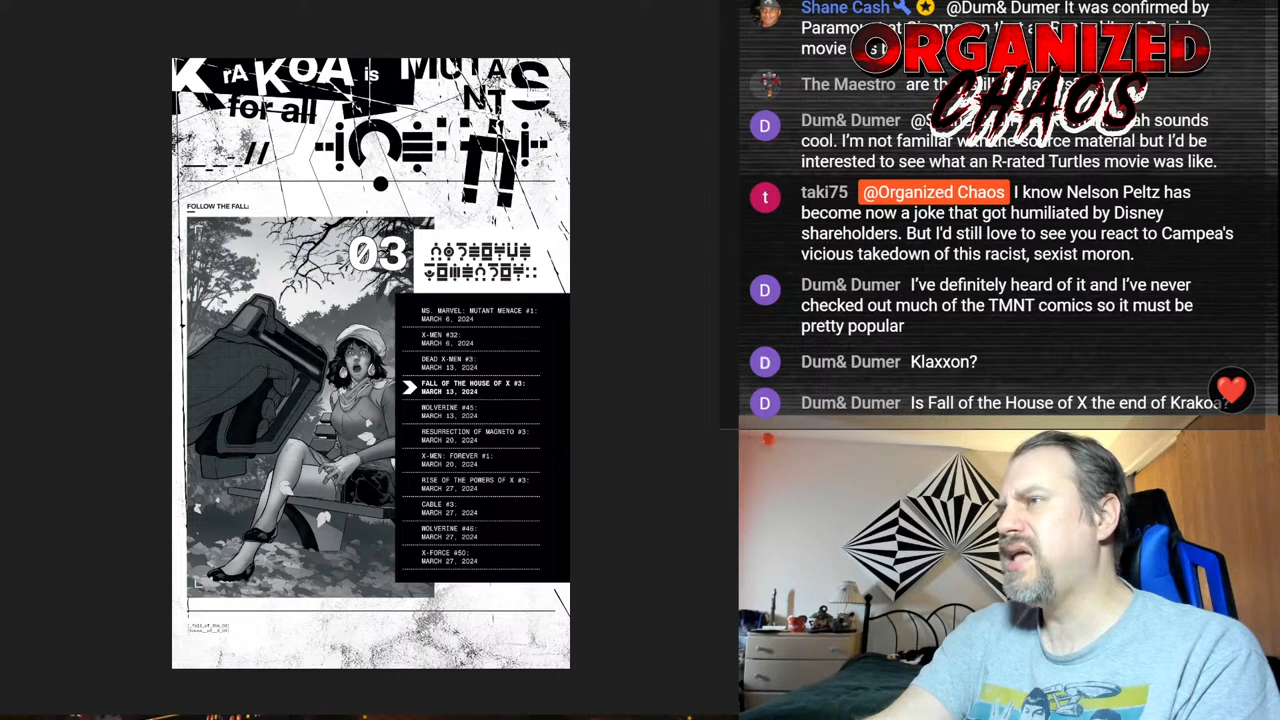 KrAKoA is MUTANTS
for all
FOLLOW THE FALL:
03
MS. MARVEL: MUTANT MENACE #1:
MARCH 6, 2024
X-MEN #32:
MARCH 6, 2024
DEAD X-MEN #3:
MARCH 13, 2024
FALL OF THE HOUSE OF X #3:
MARCH 13, 2024
WOLVERINE #45:
MARCH 13, 2024
RESURRECTION OF MAGNETO #3:
MARCH 20, 2024
X-MEN: FOREVER #1:
MARCH 20, 2024
RISE OF THE POWERS OF X #3:
MARCH 27, 2024
CABLE #3:
MARCH 27, 2024
WOLVERINE #46:
MARCH 27, 2024
X-FORCE #50:
MARCH 27, 2024
Shane Cash @Dum& Dumer It was confirmed by
movie
ORGANIZED
CHAOS
The Maestro are
Dum& Dumer sounds
cool. I'm not familiar with the source material but I'd be
interested to see what an R-rated Turtles movie was like.
taki75 @Organized Chaos I know Nelson Peltz has
become now a joke that got humiliated by Disney
shareholders. But I'd still love to see you react to Campea's
vicious takedown of this racist, sexist moron.
Dum& Dumer I've definitely heard of it and I've never
checked out much of the TMNT comics so it must be
pretty popular
Dum& Dumer Klaxxon?
Dum& Dumer Is Fall of the House of X the end of Krakoa?